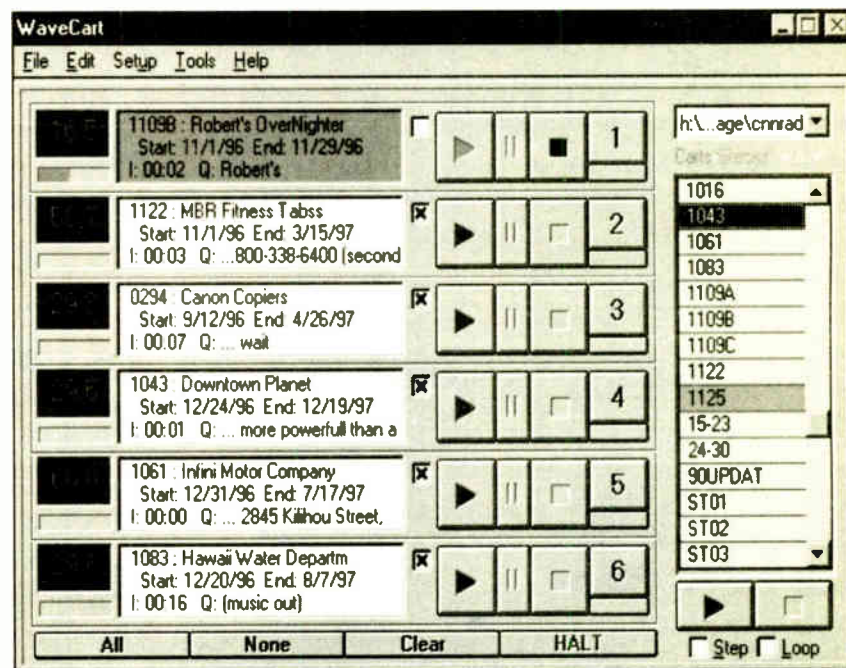 WaveCart
File Edit Setup Tools Help
1109B : Robert's OverNighter
Start: 11/1/96 End: 11/29/96
I: 00:02 Q: Robert's
1
1122 : MBR Fitness Tabss
Start: 11/1/96 End: 3/15/97
I: 00:03 Q: ...800-338-6400 (second
2
0294 : Canon Copiers
Start: 9/12/96 End: 4/26/97
I: 00:07 Q: ... wait
3
1043 : Downtown Planet
Start: 12/24/96 End: 12/19/97
I: 00:01 Q: ... more powerfull than a
4
1061 : Infini Motor Company
Start: 12/31/96 End: 7/17/97
I: 00:00 Q: ... 2845 Kilihou Street,
5
1083 : Hawaii Water Departm
Start: 12/20/96 End: 8/7/97
I: 00:16 Q: (music out)
6
All None Clear HALT
h:\...age\cnnrad
1016
1043
1061
1083
1109A
1109B
1109C
1122
1125
15-23
24-30
90UPDAT
ST01
ST02
ST03
Step Loop